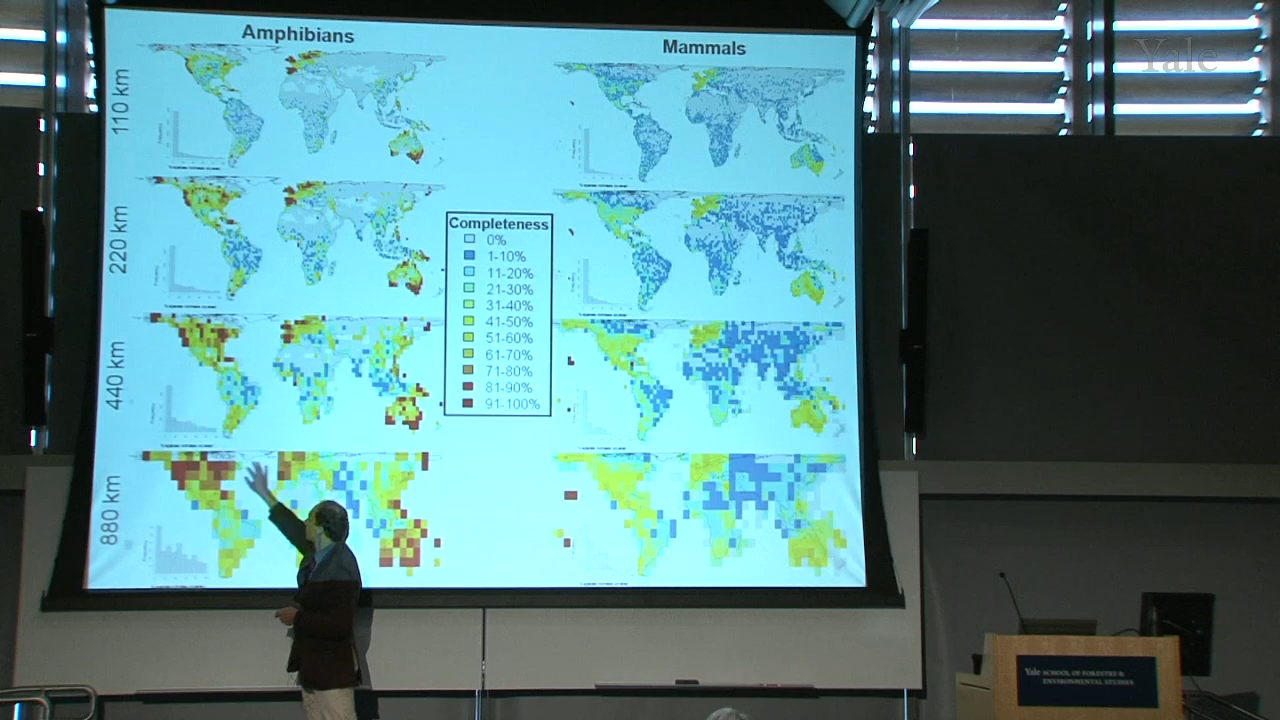 Amphibians
Mammals
110 km
220 km
440 km
880 km
Completeness
0%
1-10%
11-20%
21-30%
31-40%
41-50%
51-60%
61-70%
71-80%
81-90%
91-100%
Yale
Yale SCHOOL OF FORESTRY &
ENVIRONMENTAL STUDIES